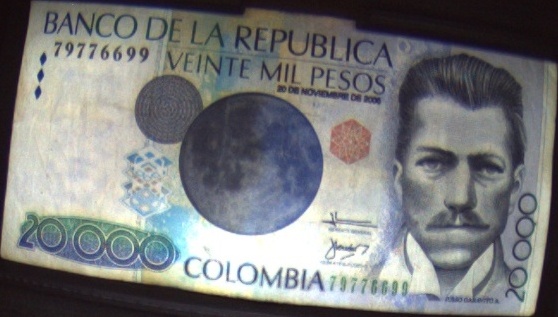 BANCO DE LA REPUBLICA
79776699
VEINTE MIL PESOS
20 DE NOVIEMBRE DE 2006
20000
COLOMBIA
79776699
20000